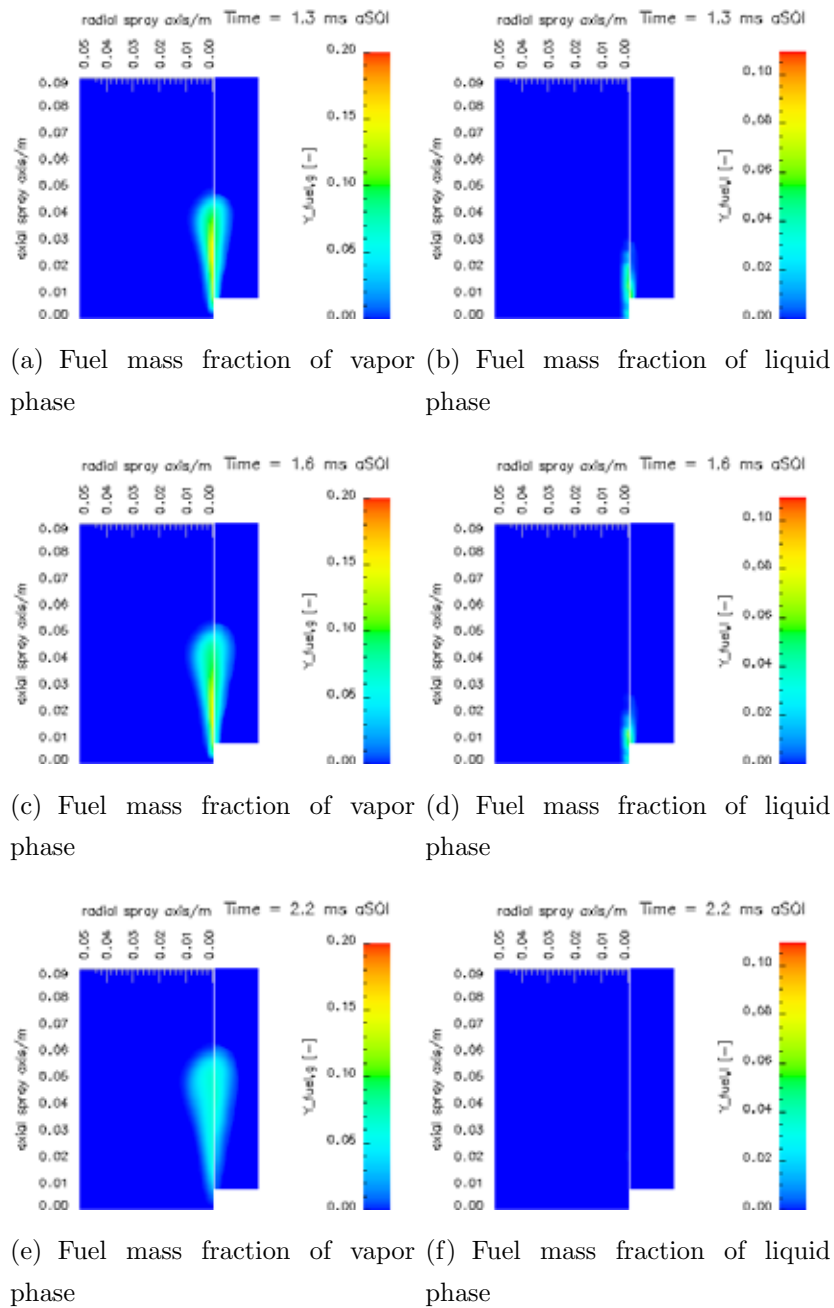 radial spray axis/m Time = 1.3 ms aSOI
0.05 0.04 0.03 0.02 0.01 0.00
axial spray axis/m
0.09
0.08
0.07
0.06
0.05
0.04
0.03
0.02
0.01
0.00
Y_fuel,g [-]
0.20
0.15
0.10
0.05
0.00
radial spray axis/m Time = 1.3 ms aSOI
0.05 0.04 0.03 0.02 0.01 0.00
axial spray axis/m
0.09
0.08
0.07
0.06
0.05
0.04
0.03
0.02
0.01
0.00
Y_fuel,l [-]
0.10
0.08
0.06
0.04
0.02
0.00
(a) Fuel mass fraction of vapor
phase
(b) Fuel mass fraction of liquid
phase
radial spray axis/m Time = 1.6 ms aSOI
0.05 0.04 0.03 0.02 0.01 0.00
axial spray axis/m
0.09
0.08
0.07
0.06
0.05
0.04
0.03
0.02
0.01
0.00
Y_fuel,g [-]
0.20
0.15
0.10
0.05
0.00
radial spray axis/m Time = 1.6 ms aSOI
0.05 0.04 0.03 0.02 0.01 0.00
axial spray axis/m
0.09
0.08
0.07
0.06
0.05
0.04
0.03
0.02
0.01
0.00
Y_fuel,l [-]
0.10
0.08
0.06
0.04
0.02
0.00
(c) Fuel mass fraction of vapor
phase
(d) Fuel mass fraction of liquid
phase
radial spray axis/m Time = 2.2 ms aSOI
0.05 0.04 0.03 0.02 0.01 0.00
axial spray axis/m
0.09
0.08
0.07
0.06
0.05
0.04
0.03
0.02
0.01
0.00
Y_fuel,g [-]
0.20
0.15
0.10
0.05
0.00
radial spray axis/m Time = 2.2 ms aSOI
0.05 0.04 0.03 0.02 0.01 0.00
axial spray axis/m
0.09
0.08
0.07
0.06
0.05
0.04
0.03
0.02
0.01
0.00
Y_fuel,l [-]
0.10
0.08
0.06
0.04
0.02
0.00
(e) Fuel mass fraction of vapor
phase
(f) Fuel mass fraction of liquid
phase